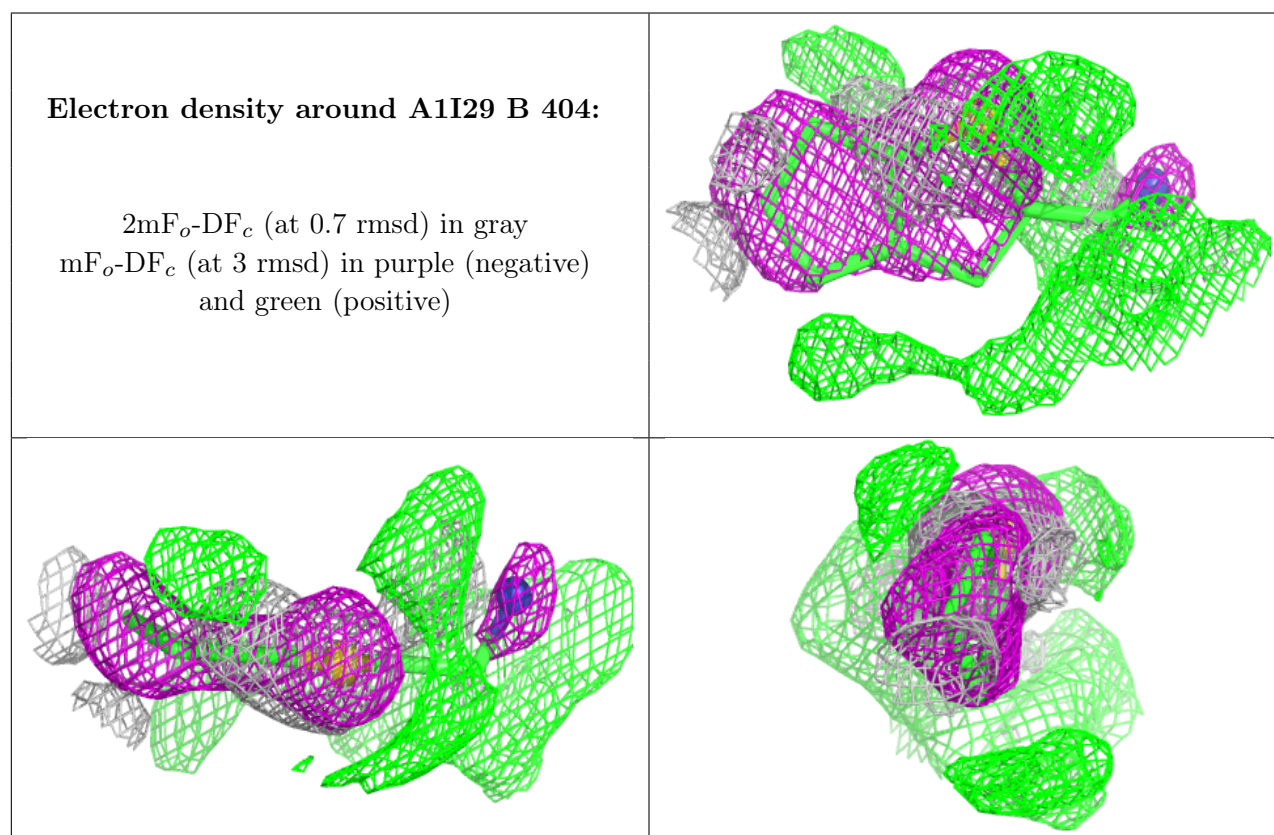 Electron density around A1I29 B 404:
2mFo-DFc (at 0.7 rmsd) in gray
mFo-DFc (at 3 rmsd) in purple (negative)
and green (positive)